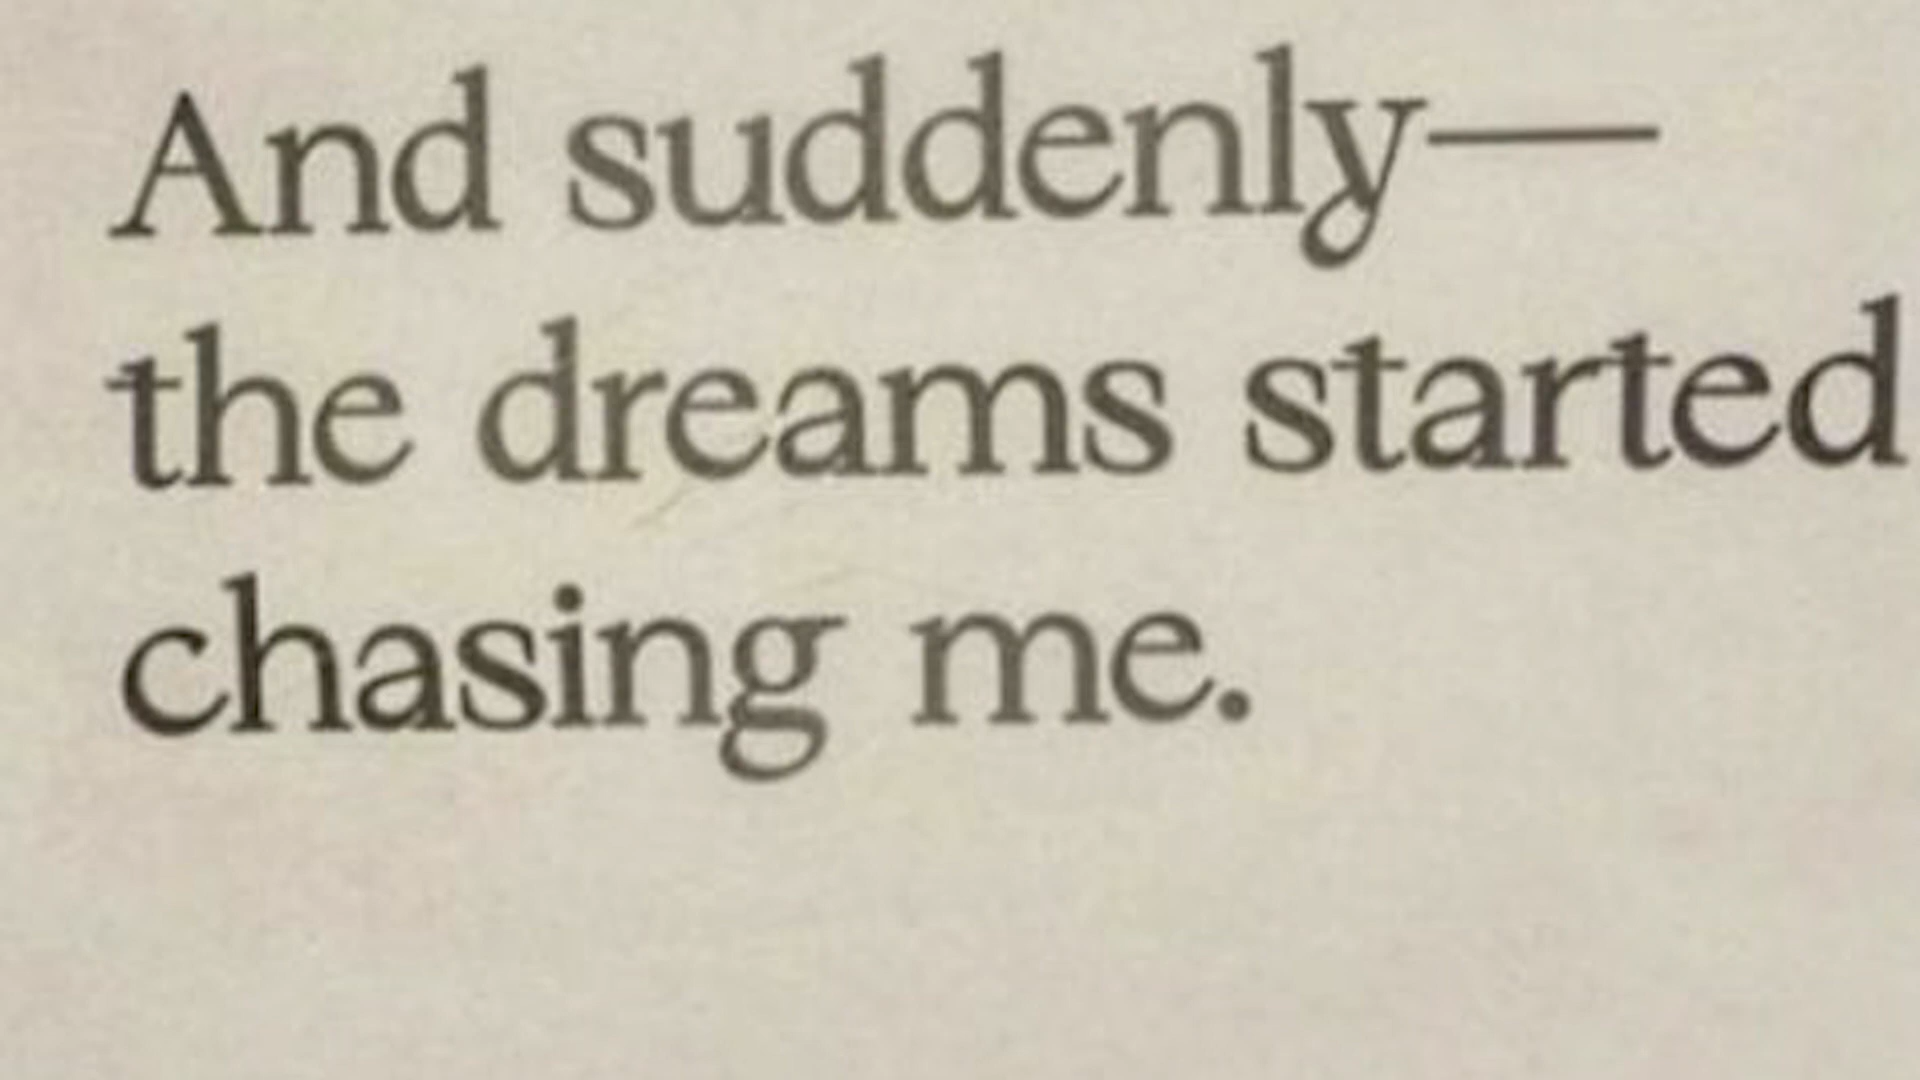 And suddenly—
the dreams started
chasing me.